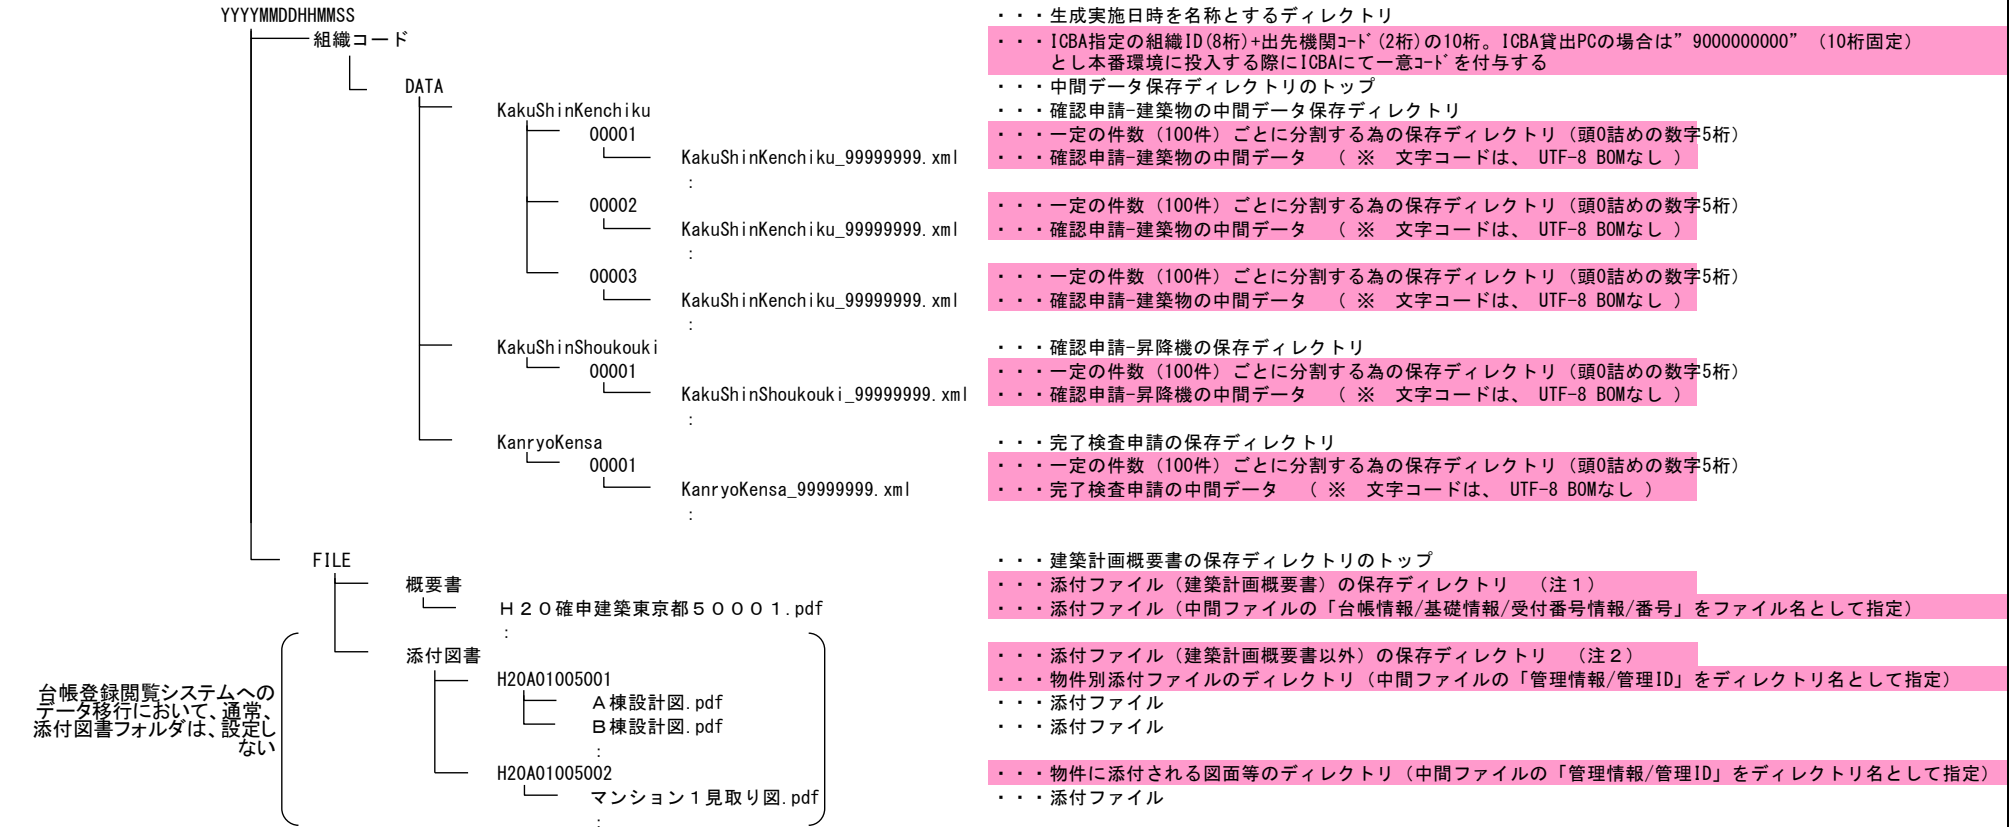 YYYYMMDDHHMMSS ・・・生成実施日時を名称とするディレクトリ
組織コード ・・・ICBA指定の組織ID(8桁)+出先機関ｺｰﾄﾞ(2桁)の10桁。ICBA貸出PCの場合は”9000000000”（10桁固定）
とし本番環境に投入する際にICBAにて一意ｺｰﾄﾞを付与する
DATA ・・・中間データ保存ディレクトリのトップ
KakuShinKenchiku ・・・確認申請-建築物の中間データ保存ディレクトリ
00001 ・・・一定の件数（100件）ごとに分割する為の保存ディレクトリ（頭0詰めの数字5桁）
KakuShinKenchiku_99999999.xml ・・・確認申請-建築物の中間データ　（ ※　文字コードは、 UTF-8 BOMなし ）
:
00002 ・・・一定の件数（100件）ごとに分割する為の保存ディレクトリ（頭0詰めの数字5桁）
KakuShinKenchiku_99999999.xml ・・・確認申請-建築物の中間データ　（ ※　文字コードは、 UTF-8 BOMなし ）
:
00003 ・・・一定の件数（100件）ごとに分割する為の保存ディレクトリ（頭0詰めの数字5桁）
KakuShinKenchiku_99999999.xml ・・・確認申請-建築物の中間データ　（ ※　文字コードは、 UTF-8 BOMなし ）
:
KakuShinShoukouki ・・・確認申請-昇降機の保存ディレクトリ
00001 ・・・一定の件数（100件）ごとに分割する為の保存ディレクトリ（頭0詰めの数字5桁）
KakuShinShoukouki_99999999.xml ・・・確認申請-昇降機の中間データ　（ ※　文字コードは、 UTF-8 BOMなし ）
:
KanryoKensa ・・・完了検査申請の保存ディレクトリ
00001 ・・・一定の件数（100件）ごとに分割する為の保存ディレクトリ（頭0詰めの数字5桁）
KanryoKensa_99999999.xml ・・・完了検査申請の中間データ　（ ※　文字コードは、 UTF-8 BOMなし ）
:
FILE ・・・建築計画概要書の保存ディレクトリのトップ
概要書 ・・・添付ファイル（建築計画概要書）の保存ディレクトリ　（注１）
Ｈ２０確申建築東京都５０００１.pdf ・・・添付ファイル（中間ファイルの「台帳情報/基礎情報/受付番号情報/番号」をファイル名として指定）
:
添付図書 ・・・添付ファイル（建築計画概要書以外）の保存ディレクトリ　（注２）
H20A01005001 ・・・物件別添付ファイルのディレクトリ（中間ファイルの「管理情報/管理ID」をディレクトリ名として指定）
Ａ棟設計図.pdf ・・・添付ファイル
Ｂ棟設計図.pdf ・・・添付ファイル
:
H20A01005002 ・・・物件に添付される図面等のディレクトリ（中間ファイルの「管理情報/管理ID」をディレクトリ名として指定）
マンション１見取り図.pdf ・・・添付ファイル
:
台帳登録閲覧システムへの
データ移行において、通常、
添付図書フォルダは、設定し
ない